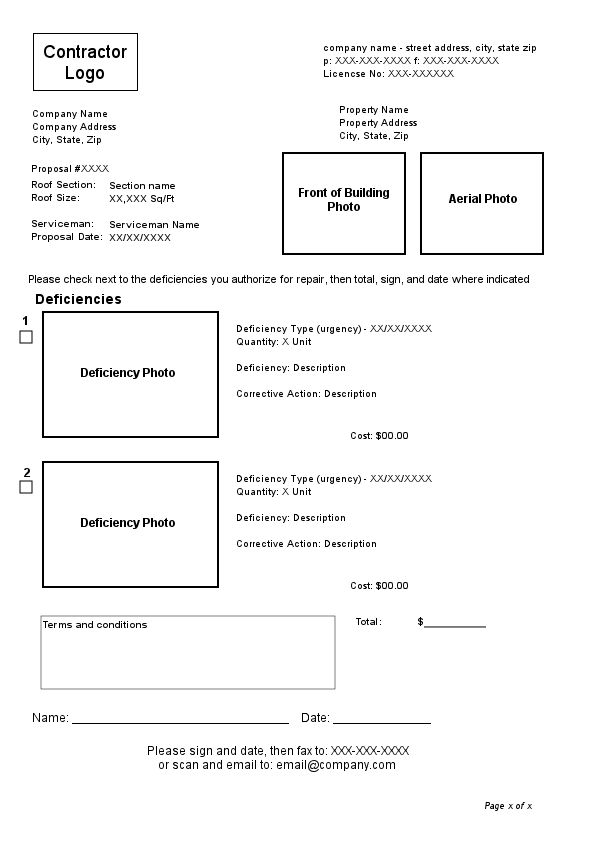 Contractor
Logo
company name - street address, city, state zip
p: XXX-XXX-XXXX f: XXX-XXX-XXXX
Licencse No: XXX-XXXXXX
Company Name
Company Address
City, State, Zip
Property Name
Property Address
City, State, Zip
Proposal #XXXX
Roof Section: Section name
Roof Size: XX,XXX Sq/Ft
Serviceman: Serviceman Name
Proposal Date: XX/XX/XXXX
Front of Building
Photo
Aerial Photo
Please check next to the deficiencies you authorize for repair, then total, sign, and date where indicated
Deficiencies
1
Deficiency Photo
Deficiency Type (urgency) - XX/XX/XXXX
Quantity: X Unit
Deficiency: Description
Corrective Action: Description
Cost: $00.00
2
Deficiency Photo
Deficiency Type (urgency) - XX/XX/XXXX
Quantity: X Unit
Deficiency: Description
Corrective Action: Description
Cost: $00.00
Terms and conditions
Total: $__________
Name: ______________________________ Date: ______________
Please sign and date, then fax to: XXX-XXX-XXXX
or scan and email to: email@company.com
Page x of x